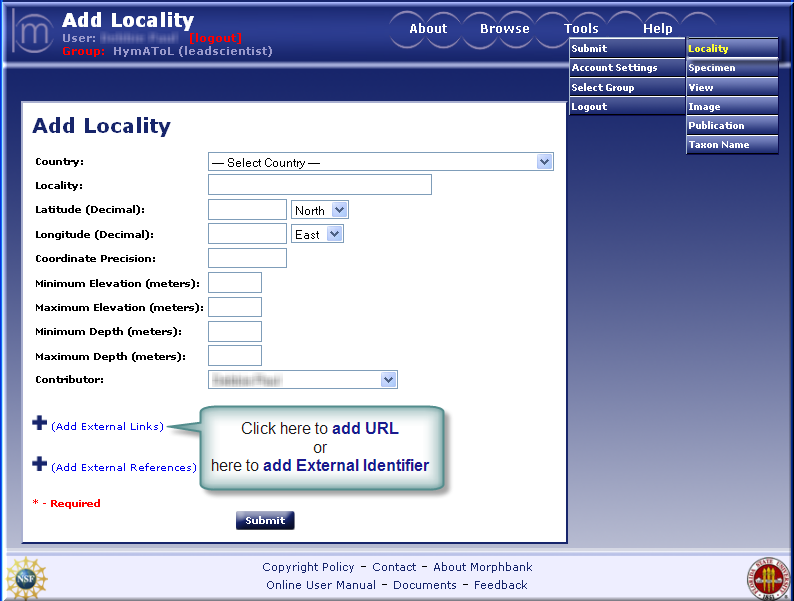 Add Locality
User: [logout]
Group: HymAToL (leadscientist)
About Browse Tools Help
Submit Locality
Account Settings Specimen
Select Group View
Logout Image
Publication
Taxon Name
Add Locality
Country: — Select Country —
Locality:
Latitude (Decimal): North
Longitude (Decimal): East
Coordinate Precision:
Minimum Elevation (meters):
Maximum Elevation (meters):
Minimum Depth (meters):
Maximum Depth (meters):
Contributor:
(Add External Links)
Click here to add URL
or
here to add External Identifier
(Add External References)
* - Required
Submit
Copyright Policy – Contact – About Morphbank
Online User Manual – Documents – Feedback
NSF